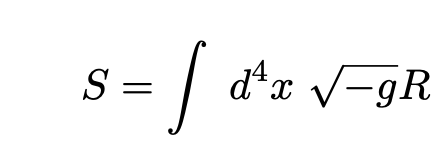 S = ∫ d⁴x √−g R